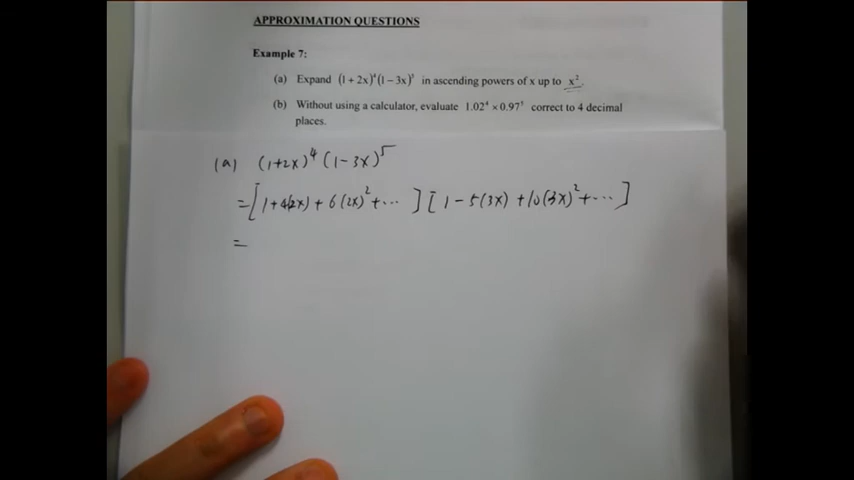 APPROXIMATION QUESTIONS
Example 7:
(a) Expand (1 + 2x)⁴(1 − 3x)⁵ in ascending powers of x up to x².
(b) Without using a calculator, evaluate 1.02⁴ × 0.97⁵ correct to 4 decimal
places.
(a) (1+2x)⁴ (1-3x)⁵
= [1+4(2x) + 6(2x)² + ... ] [1 - 5(3x) + 10(3x)² + ... ]
=